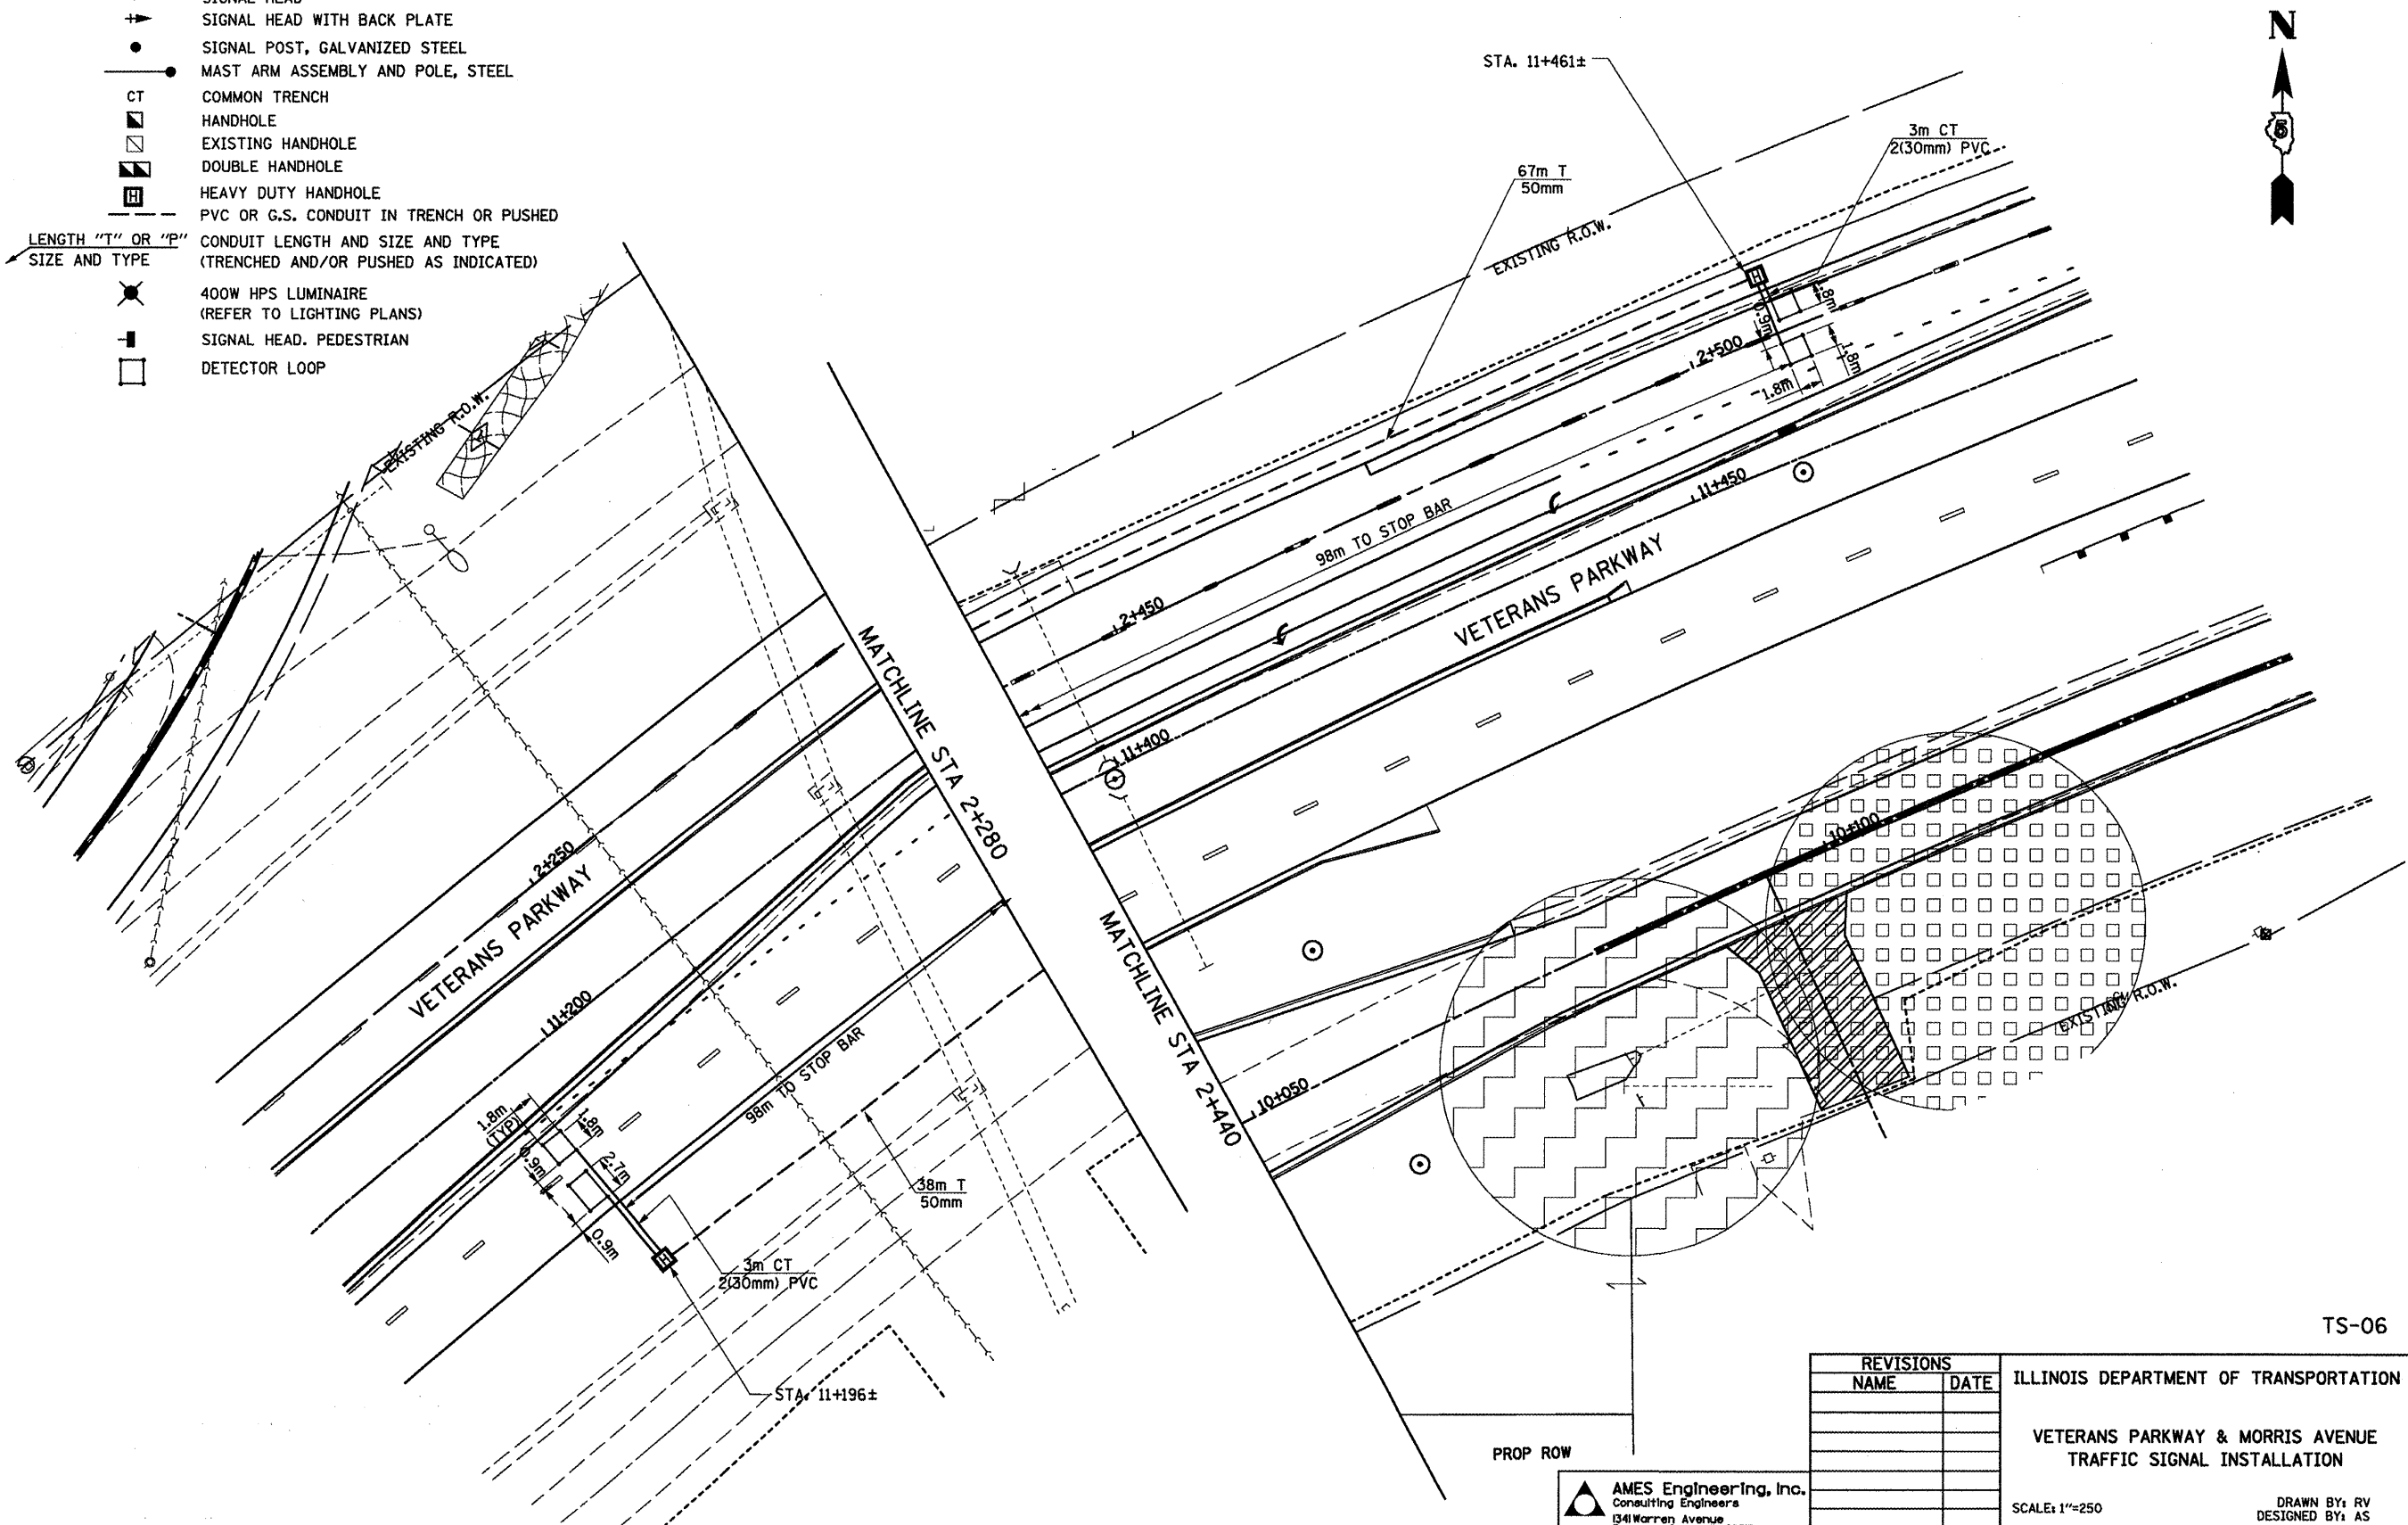 SIGNAL HEAD
SIGNAL HEAD WITH BACK PLATE
SIGNAL POST, GALVANIZED STEEL
MAST ARM ASSEMBLY AND POLE, STEEL
CT COMMON TRENCH
HANDHOLE
EXISTING HANDHOLE
DOUBLE HANDHOLE
H HEAVY DUTY HANDHOLE
PVC OR G.S. CONDUIT IN TRENCH OR PUSHED
LENGTH "T" OR "P" CONDUIT LENGTH AND SIZE AND TYPE
SIZE AND TYPE (TRENCHED AND/OR PUSHED AS INDICATED)
400W HPS LUMINAIRE
(REFER TO LIGHTING PLANS)
SIGNAL HEAD. PEDESTRIAN
DETECTOR LOOP
N
5
STA. 11+461±
3m CT
2(30mm) PVC
67m T
50mm
EXISTING R.O.W.
H
1.8m
0.9m
1.8m
1.8m
2+500
11+450
98m TO STOP BAR
VETERANS PARKWAY
2+450
11+400
EXISTING R.O.W.
MATCHLINE STA 2+280
2+250
VETERANS PARKWAY
11+200
98m TO STOP BAR
1.8m
(TYP)
1.8m
0.9m
2.7m
0.9m
H
38m T
50mm
3m CT
2(30mm) PVC
STA. 11+196±
MATCHLINE STA 2+440
10+050
10+100
EXISTING R.O.W.
PROP ROW
TS-06
REVISIONS
NAME DATE
ILLINOIS DEPARTMENT OF TRANSPORTATION
VETERANS PARKWAY & MORRIS AVENUE
TRAFFIC SIGNAL INSTALLATION
SCALE: 1"=250
DRAWN BY: RV
DESIGNED BY: AS
AMES Engineering, Inc.
Consulting Engineers
1341 Warren Avenue